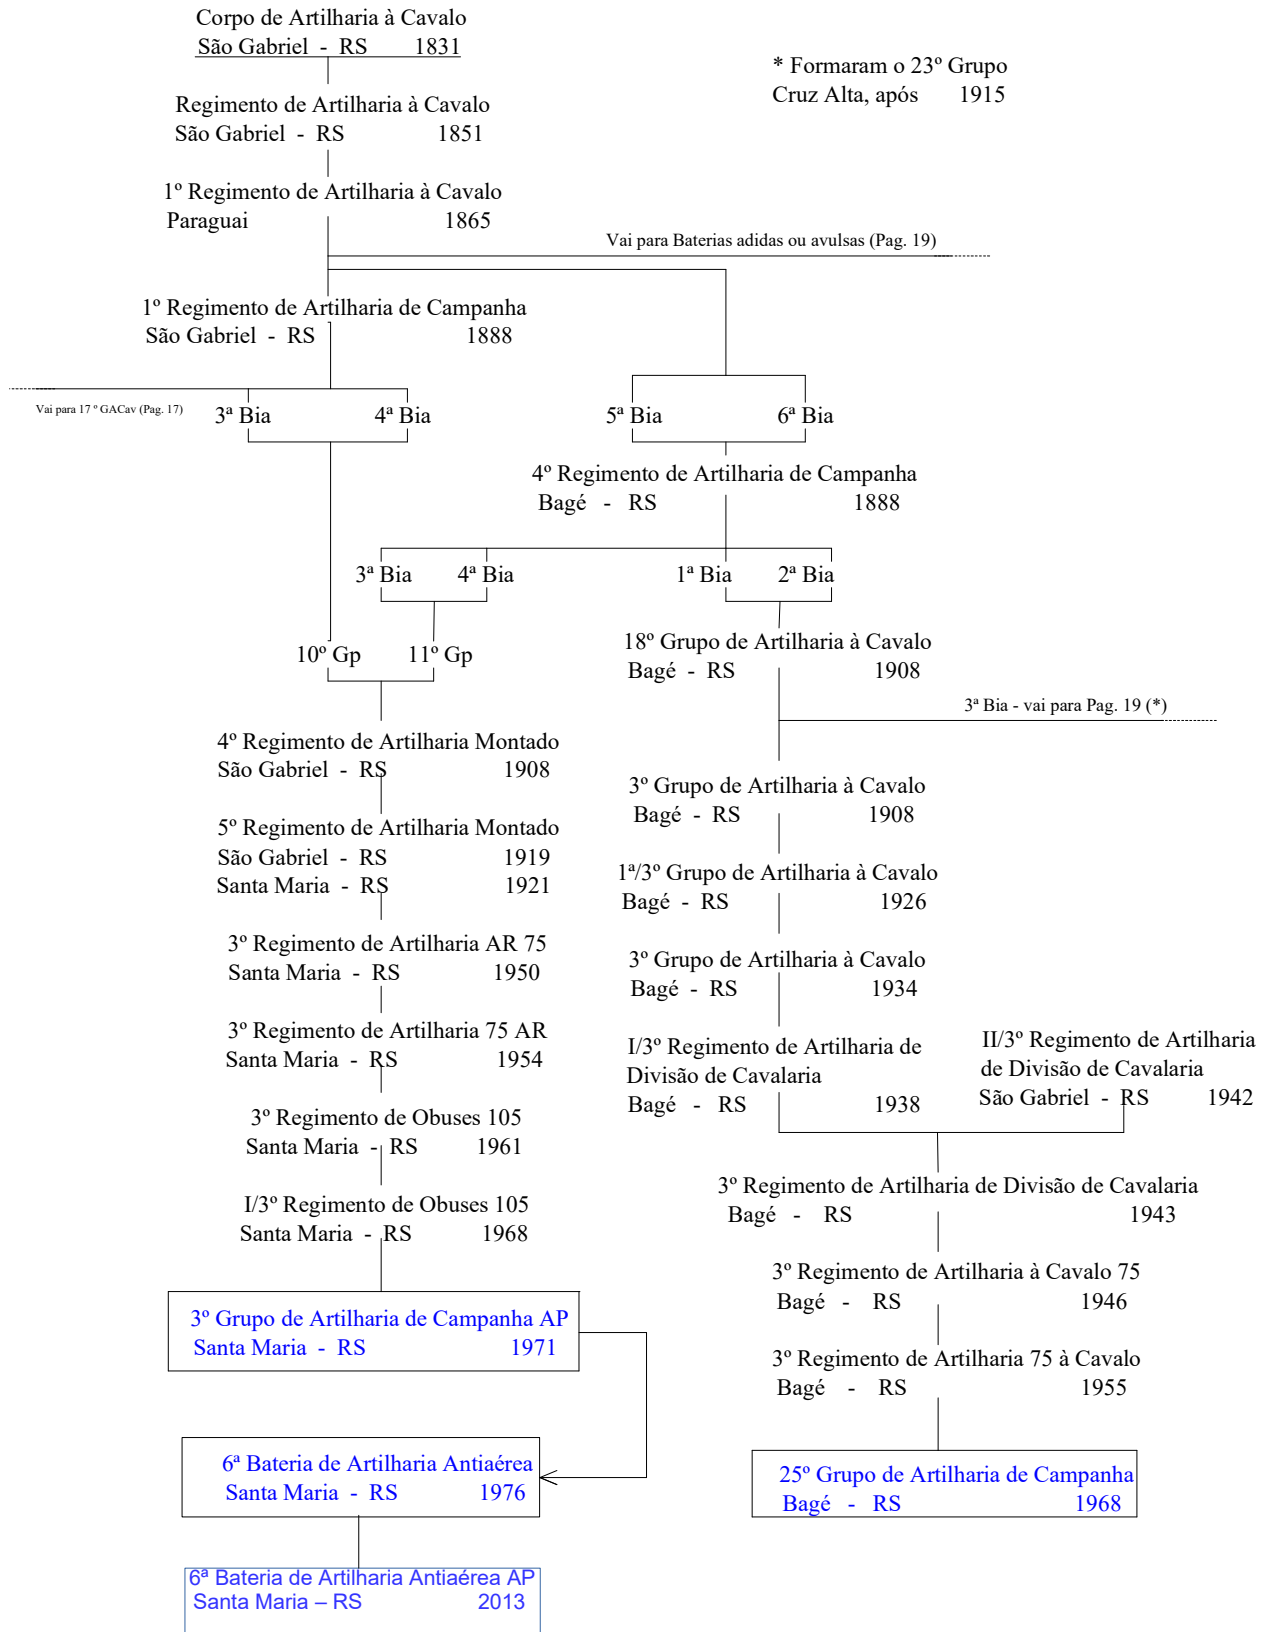 Corpo de Artilharia à Cavalo
São Gabriel - RS 1831
* Formaram o 23º Grupo
Cruz Alta, após 1915
Regimento de Artilharia à Cavalo
São Gabriel - RS 1851
1º Regimento de Artilharia à Cavalo
Paraguai 1865
Vai para Baterias adidas ou avulsas (Pag. 19)
1º Regimento de Artilharia de Campanha
São Gabriel - RS 1888
Vai para 17 º GACav (Pag. 17)
3ª Bia 4ª Bia 5ª Bia 6ª Bia
4º Regimento de Artilharia de Campanha
Bagé - RS 1888
3ª Bia 4ª Bia 1ª Bia 2ª Bia
10º Gp 11º Gp
18º Grupo de Artilharia à Cavalo
Bagé - RS 1908
3ª Bia - vai para Pag. 19 (*)
4º Regimento de Artilharia Montado
São Gabriel - RS 1908
5º Regimento de Artilharia Montado
São Gabriel - RS 1919
Santa Maria - RS 1921
3º Regimento de Artilharia AR 75
Santa Maria - RS 1950
3º Regimento de Artilharia 75 AR
Santa Maria - RS 1954
3º Regimento de Obuses 105
Santa Maria - RS 1961
I/3º Regimento de Obuses 105
Santa Maria - RS 1968
3º Grupo de Artilharia de Campanha AP
Santa Maria - RS 1971
6ª Bateria de Artilharia Antiaérea
Santa Maria - RS 1976
6ª Bateria de Artilharia Antiaérea AP
Santa Maria – RS 2013
3º Grupo de Artilharia à Cavalo
Bagé - RS 1908
1ª/3º Grupo de Artilharia à Cavalo
Bagé - RS 1926
3º Grupo de Artilharia à Cavalo
Bagé - RS 1934
I/3º Regimento de Artilharia de
Divisão de Cavalaria
Bagé - RS 1938
II/3º Regimento de Artilharia
de Divisão de Cavalaria
São Gabriel - RS 1942
3º Regimento de Artilharia de Divisão de Cavalaria
Bagé - RS 1943
3º Regimento de Artilharia à Cavalo 75
Bagé - RS 1946
3º Regimento de Artilharia 75 à Cavalo
Bagé - RS 1955
25º Grupo de Artilharia de Campanha
Bagé - RS 1968